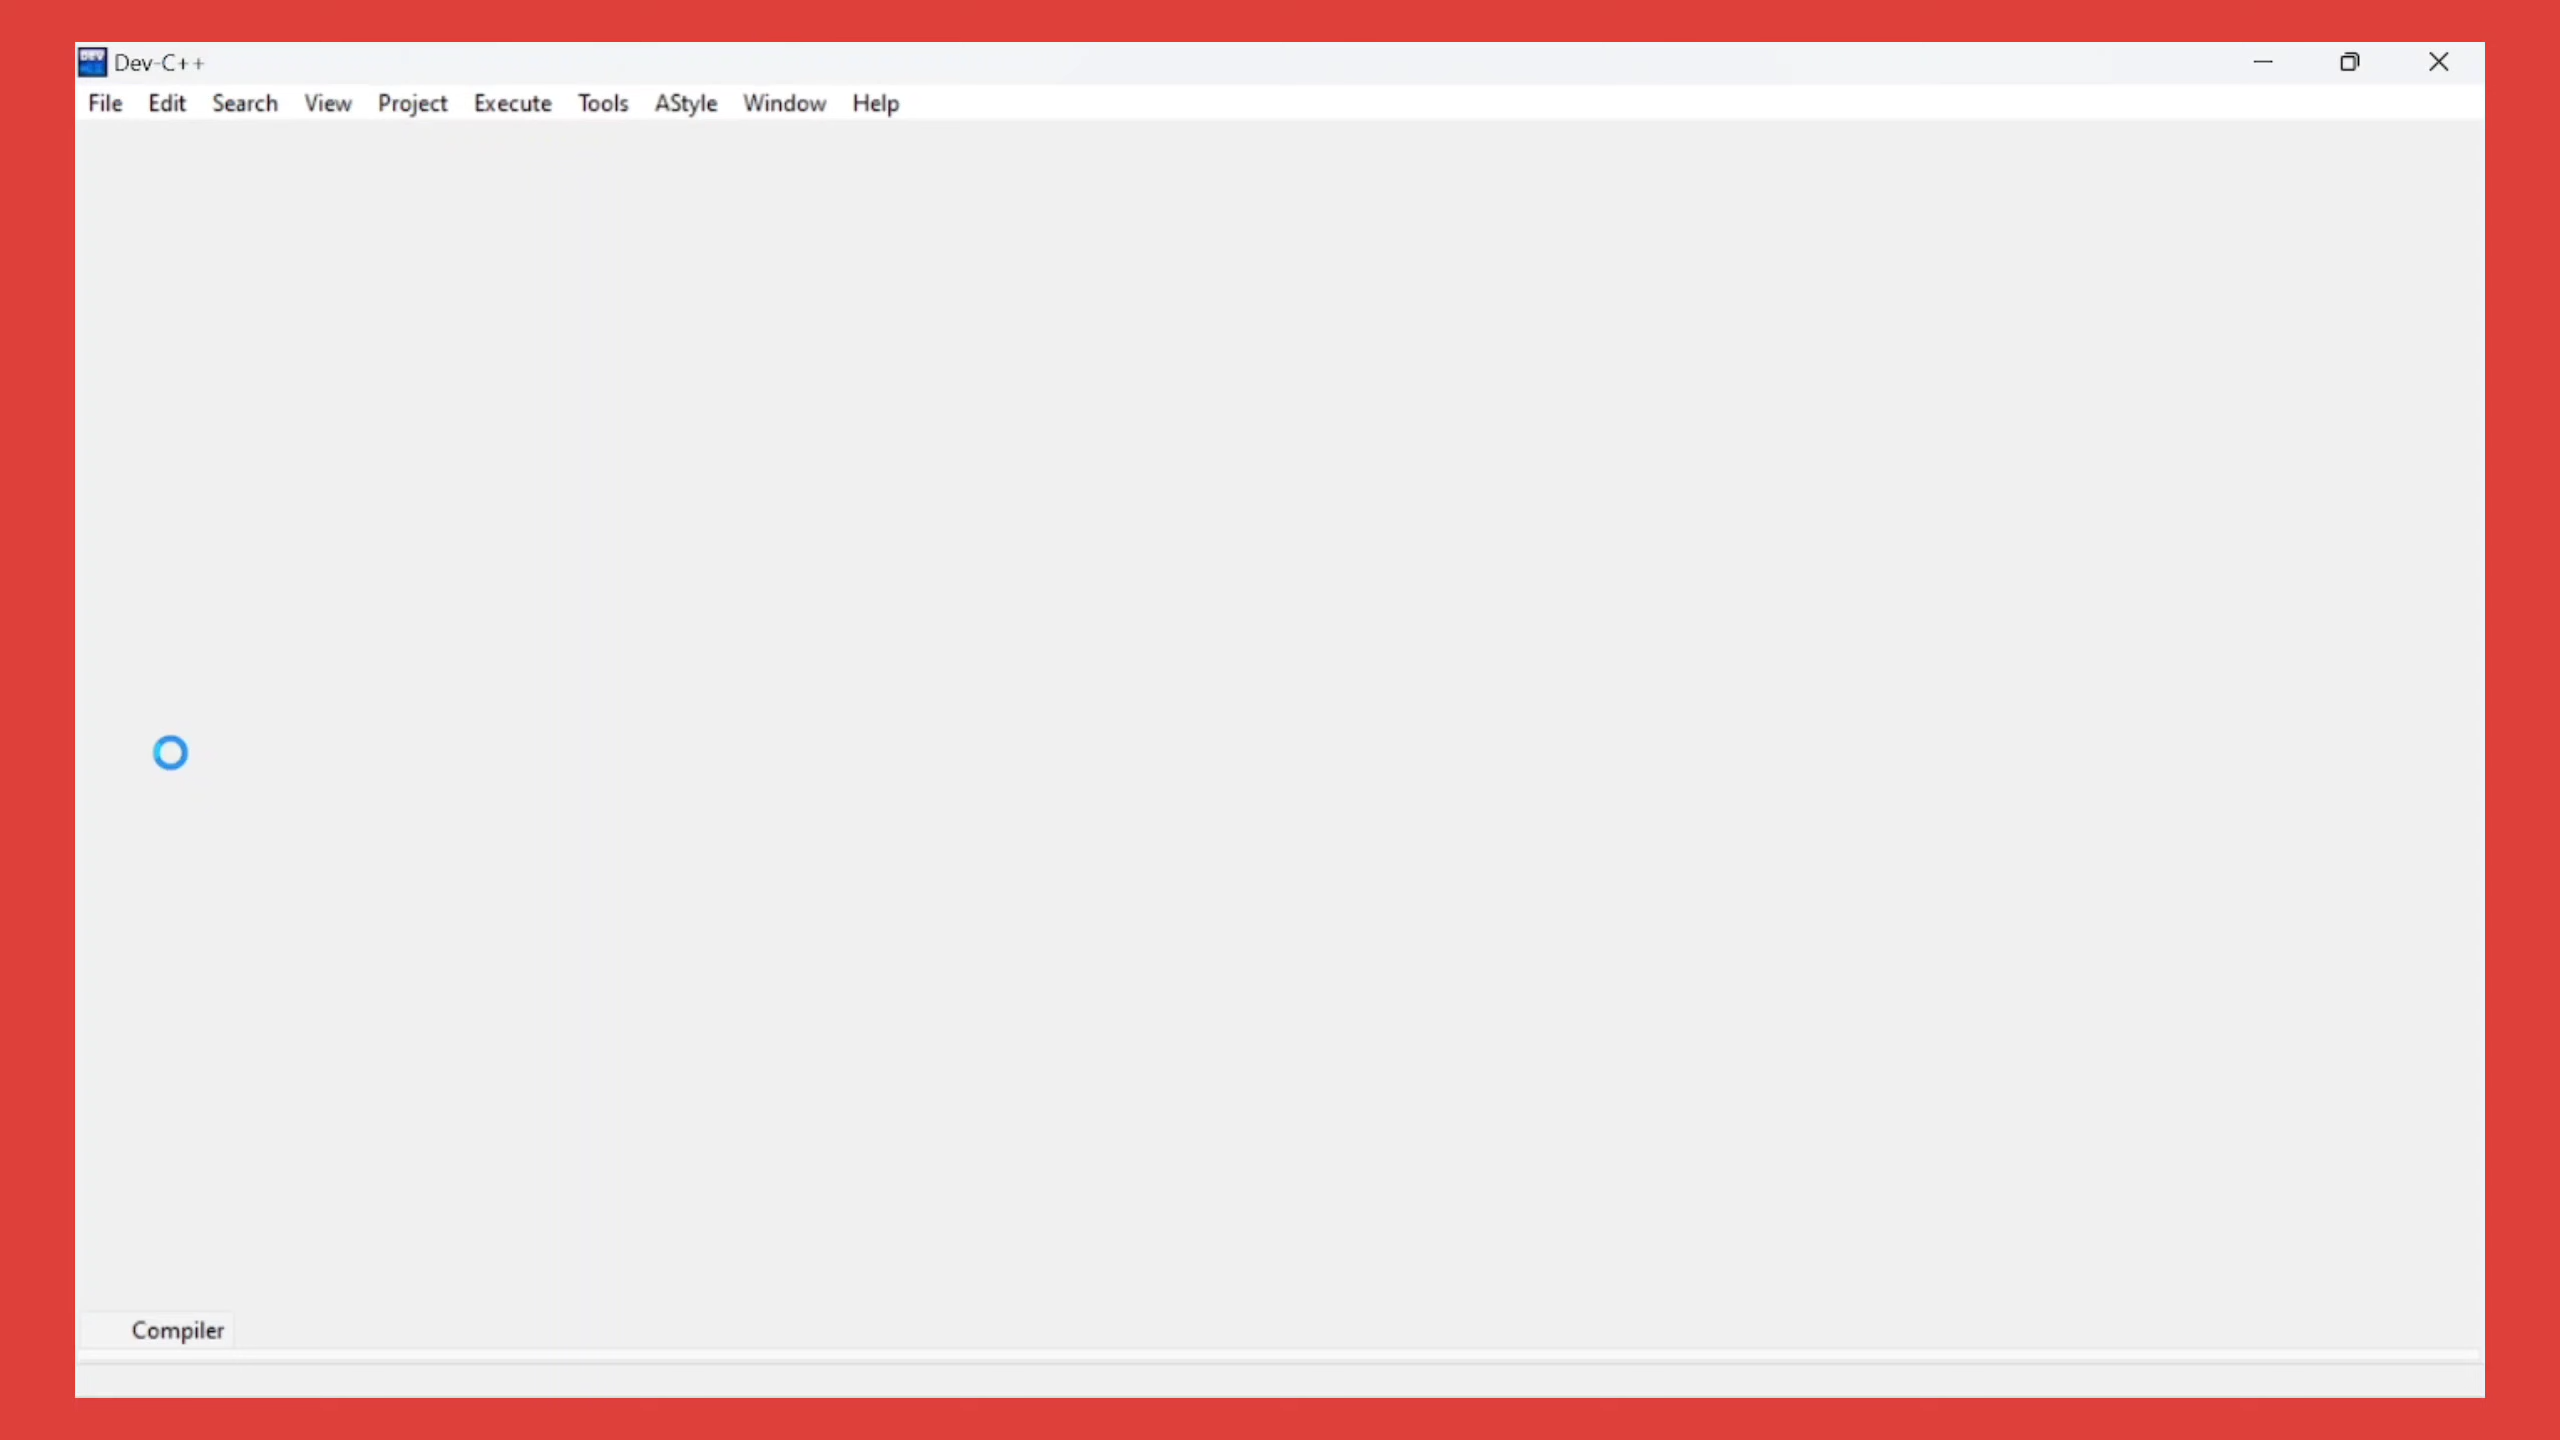 Dev-C++
File Edit Search View Project Execute Tools AStyle Window Help
Compiler